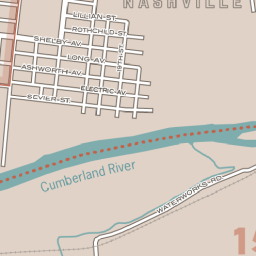 NASHVILLE
LILLIAN-ST.
ROTHCHILD-ST.
SHELBY-AV.
LONG-AV.
ASHWORTH-AV.
ELECTRIC-AV.
SEVIER-ST.
Cumberland River
WATERWORKS-RD.